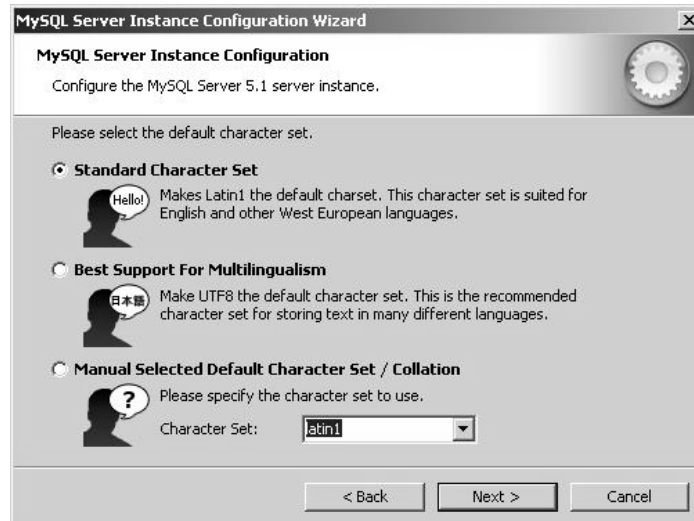 MySQL Server Instance Configuration Wizard
MySQL Server Instance Configuration
Configure the MySQL Server 5.1 server instance.
Please select the default character set.
Standard Character Set
Hello!
Makes Latin1 the default charset. This character set is suited for
English and other West European languages.
Best Support For Multilingualism
日本語
Make UTF8 the default character set. This is the recommended
character set for storing text in many different languages.
Manual Selected Default Character Set / Collation
?
Please specify the character set to use.
Character Set: latin1
< Back Next > Cancel